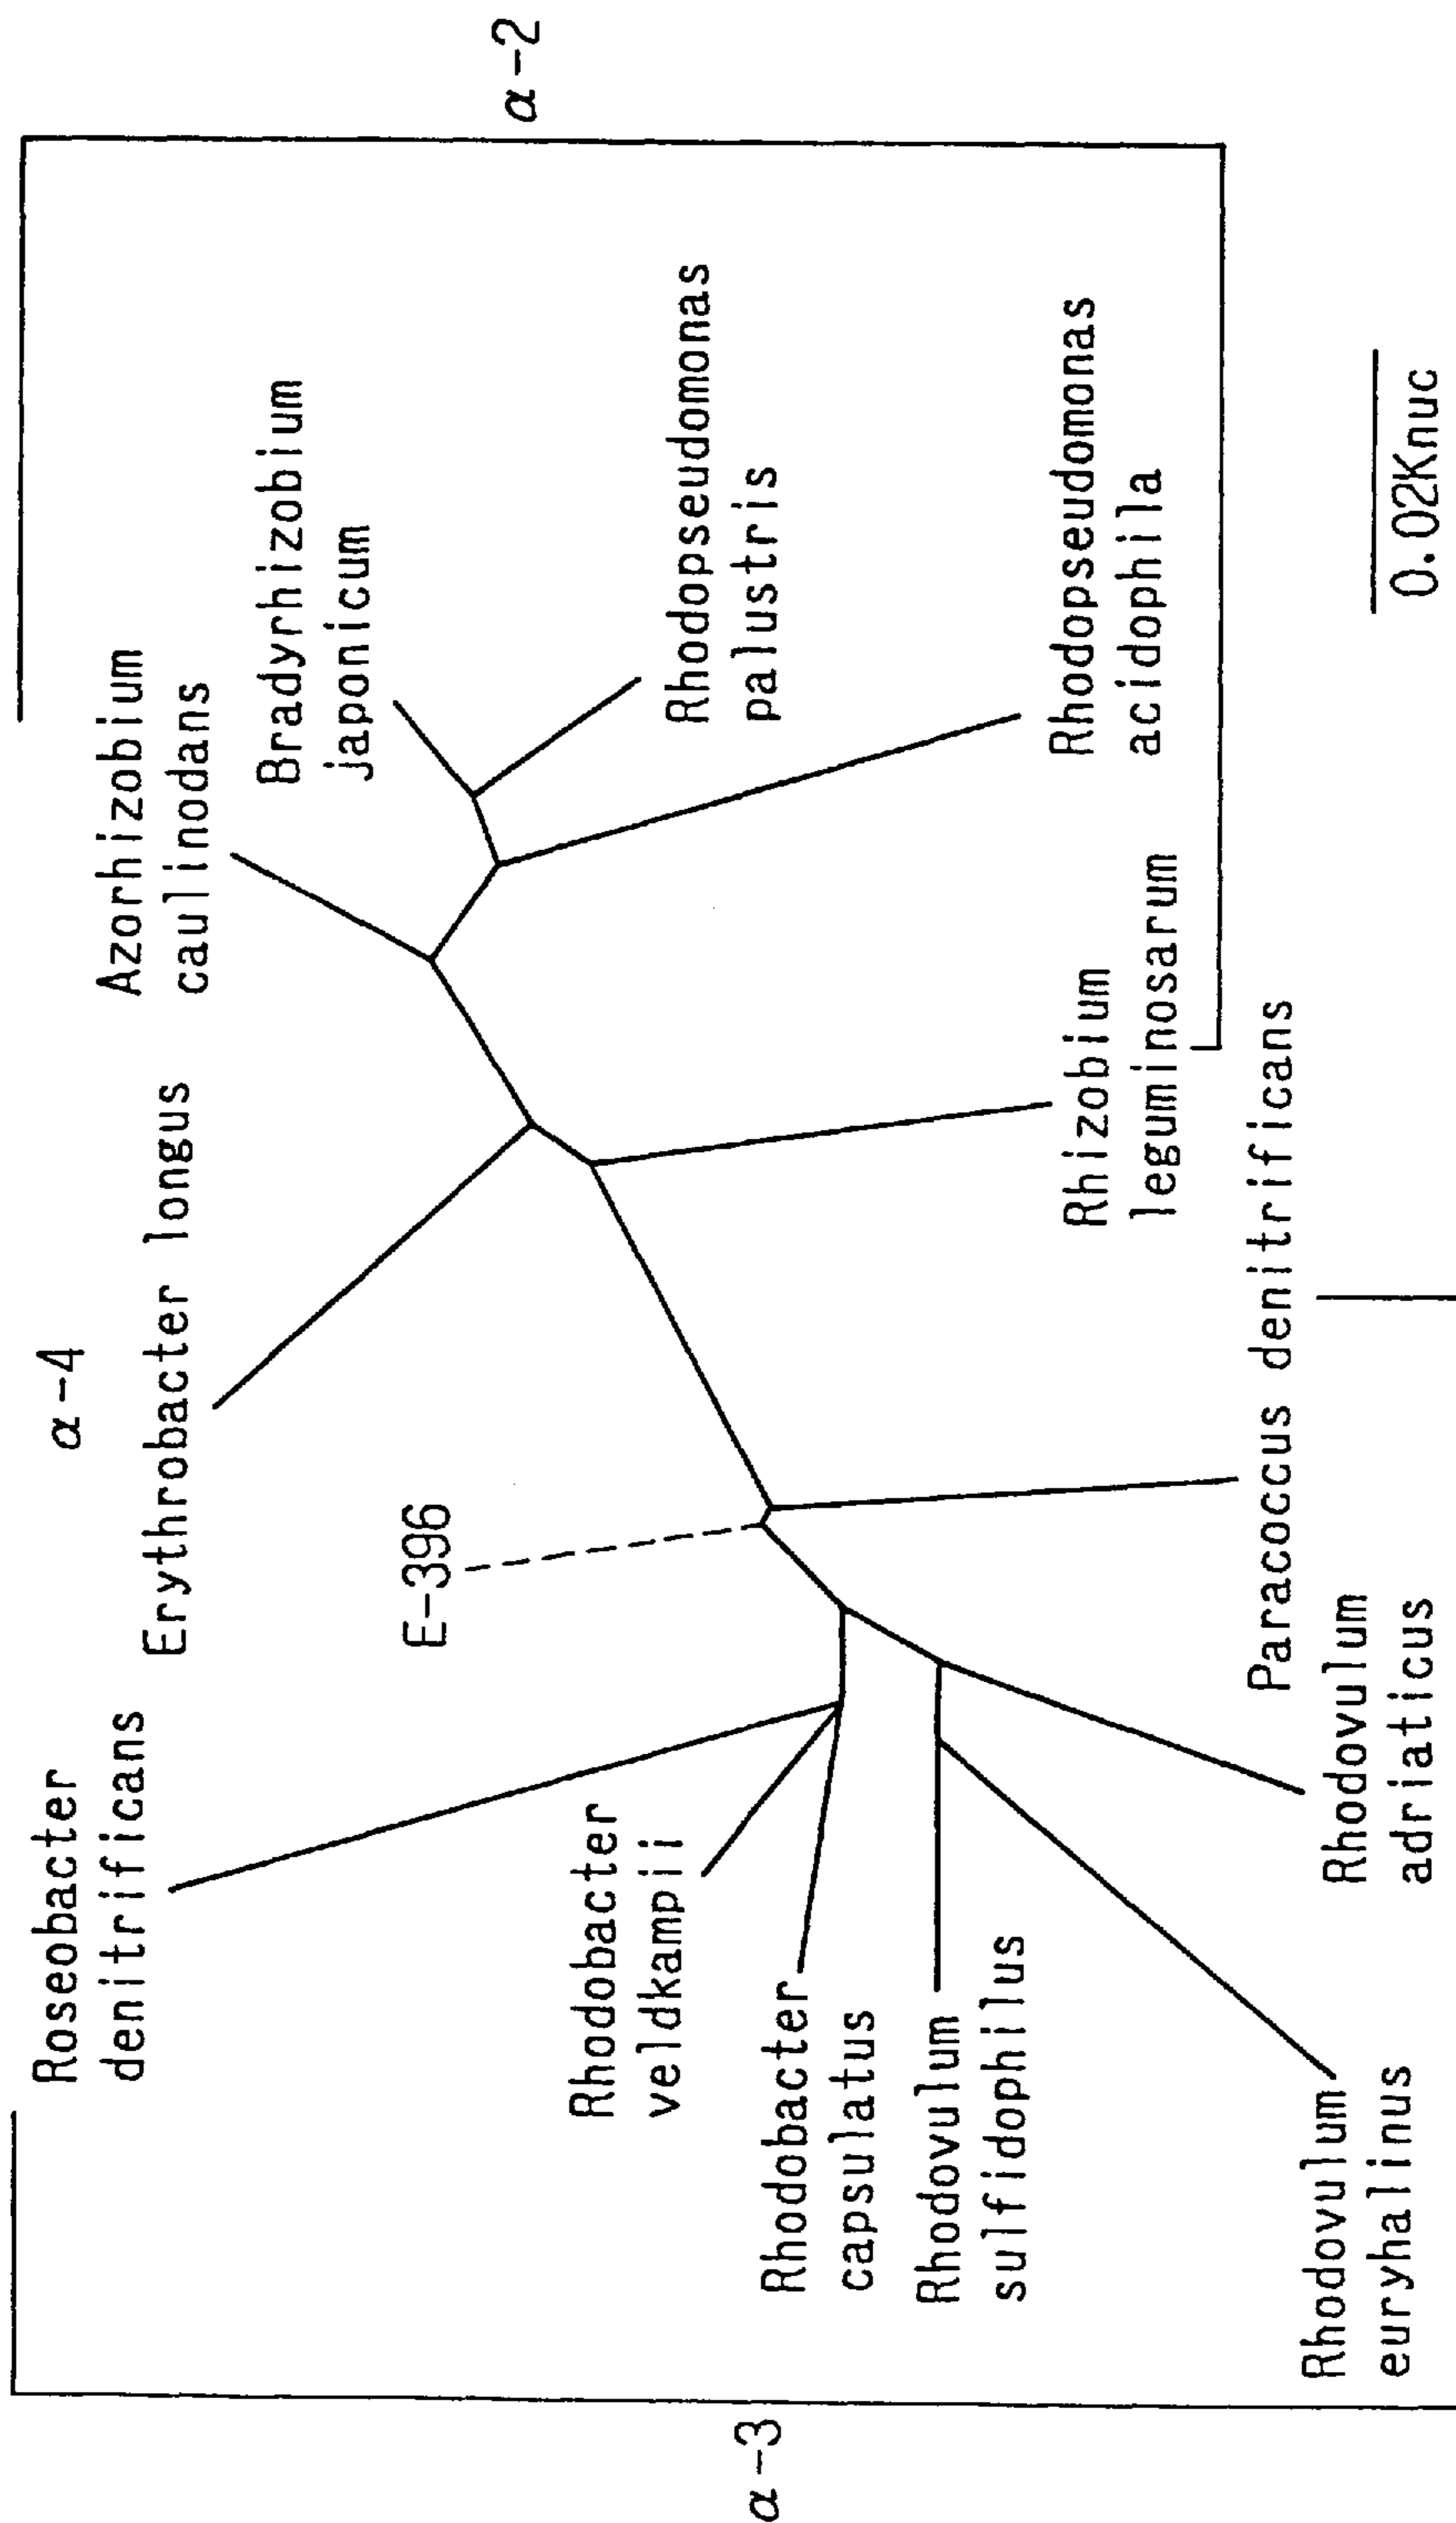 α-4
α-2
α-3
Roseobacter
denitrificans
Erythrobacter longus
Azorhizobium
caulinodans
Bradyrhizobium
japonicum
E-396
Rhodobacter
veldkampii
Rhodopseudomonas
palustris
Rhodobacter
capsulatus
Rhodovulum
sulfidophilus
Rhizobium
leguminosarum
Rhodopseudomonas
acidophila
Paracoccus denitrificans
Rhodovulum
euryhalinus
Rhodovulum
adriaticus
0.02Knuc